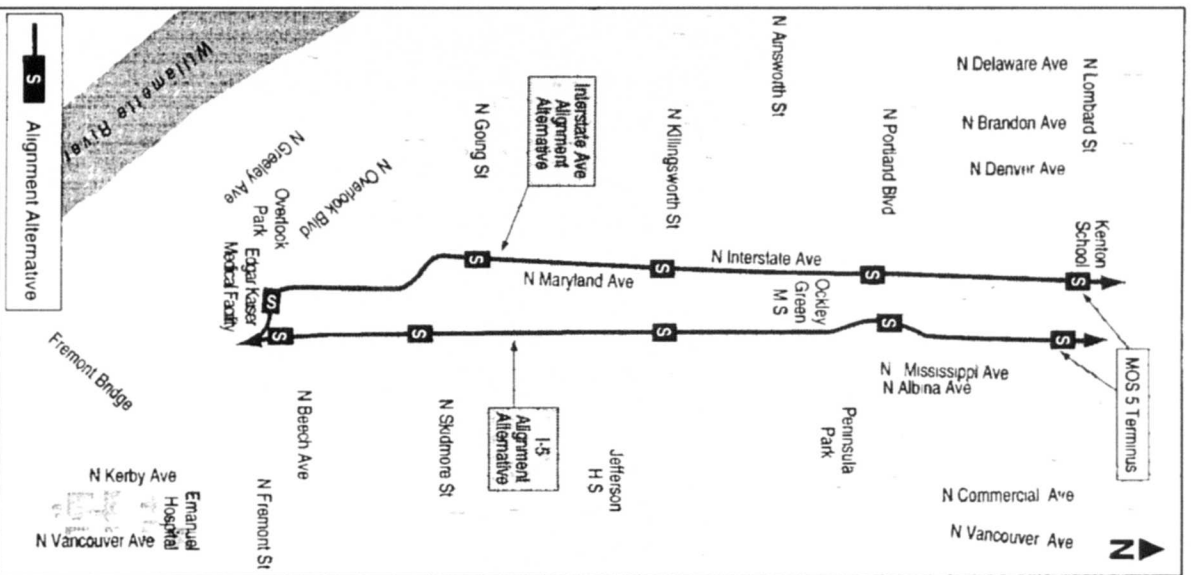 N Lombard St
N Delaware Ave
N Brandon Ave
N Denver Ave
Kenton
School
MOS 5 Terminus
N Ainsworth St
N Portland Blvd
N Interstate Ave
Ockley
Green
M S
N Mississippi Ave
N Albina Ave
Peninsula
Park
N Commercial Ave
N Vancouver Ave
N
N Killingsworth St
Interstate Ave
Alignment
Alternative
N Maryland Ave
N Going St
I-5
Alignment
Alternative
Jefferson
H S
N Skidmore St
N Overlook Blvd
N Greeley Ave
Overlook
Park
Edgar Kaiser
Medical Facility
N Beech Ave
N Fremont St
Fremont Bridge
N Kerby Ave
Emanuel
Hospital
N Vancouver Ave
Willamette River
S Alignment Alternative
S
S
S
S
S
S
S
S
S